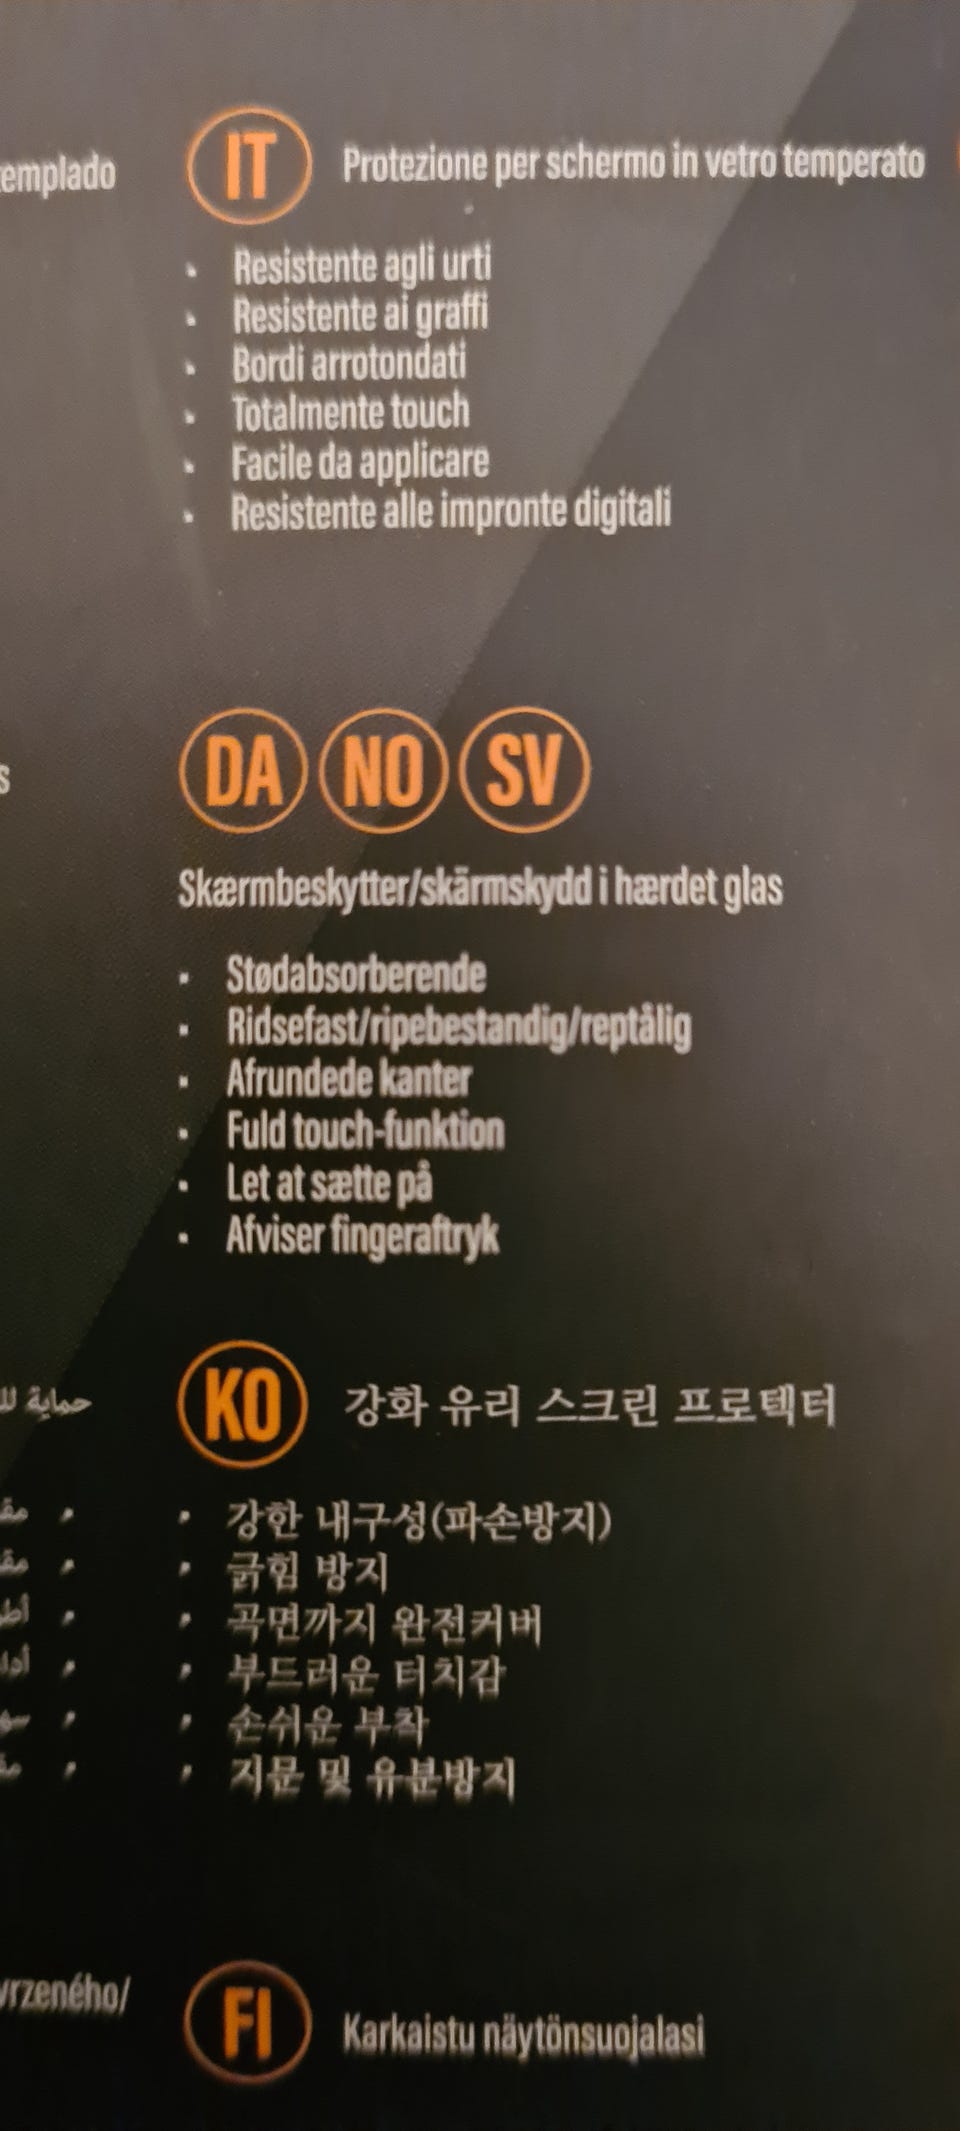 templado
IT Protezione per schermo in vetro temperato
• Resistente agli urti
• Resistente ai graffi
• Bordi arrotondati
• Totalmente touch
• Facile da applicare
• Resistente alle impronte digitali
s
DA NO SV
Skærmbeskytter/skärmskydd i hærdet glas
• Stødabsorberende
• Ridsefast/ripebestandig/reptålig
• Afrundede kanter
• Fuld touch-funktion
• Let at sætte på
• Afviser fingeraftryk
حماية
KO 강화 유리 스크린 프로텍터
• 강한 내구성(파손방지)
• 긁힘 방지
• 곡면까지 완전커버
• 부드러운 터치감
• 손쉬운 부착
• 지문 및 유분방지
vrzeného/
FI Karkaistu näytönsuojalasi